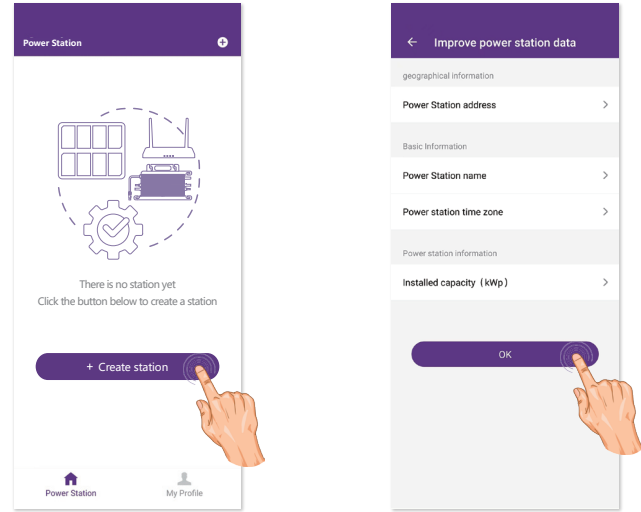 Power Station
There is no station yet
Click the button below to create a station
+ Create station
Power Station
My Profile
Improve power station data
geographical information
Power Station address
Basic Information
Power Station name
Power station time zone
Power station information
Installed capacity (kWp)
OK